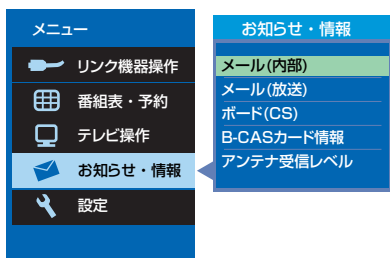 メニュー
リンク機器操作
番組表・予約
テレビ操作
お知らせ・情報
設定
お知らせ・情報
メール(内部)
メール(放送)
ボード(CS)
B-CASカード情報
アンテナ受信レベル